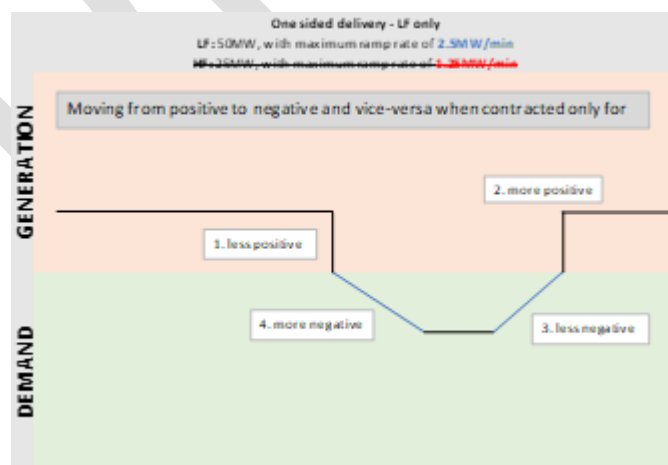 One sided delivery - LF only
LF: 50MW, with maximum ramp rate of 2.5MW/min
HF: 25MW, with maximum ramp rate of 1.25MW/min
Moving from positive to negative and vice-versa when contracted only for
GENERATION
2. more positive
1. less positive
4. more negative
3. less negative
DEMAND